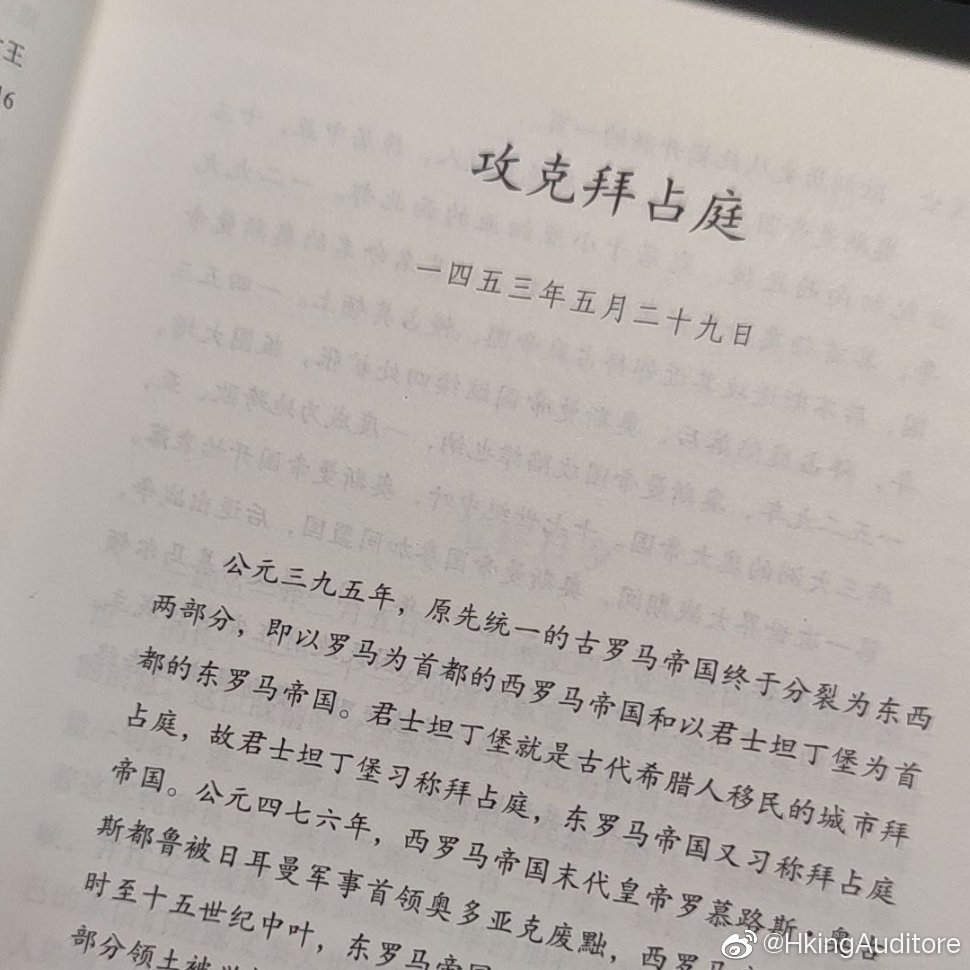 王
16
攻克拜占庭
一四五三年五月二十九日
公元三九五年，原先统一的古罗马帝国终于分裂为东西
两部分，即以罗马为首都的西罗马帝国和以君士坦丁堡为首
都的东罗马帝国。君士坦丁堡就是古代希腊人移民的城市拜
占庭，故君士坦丁堡习称拜占庭，东罗马帝国又习称拜占庭
帝国。公元四七六年，西罗马帝国末代皇帝罗慕路斯·奥古
斯都鲁被日耳曼军事首领奥多亚克废黜，西罗马
时至十五世纪中叶，东罗马帝国
部分领土被
@HkingAuditore